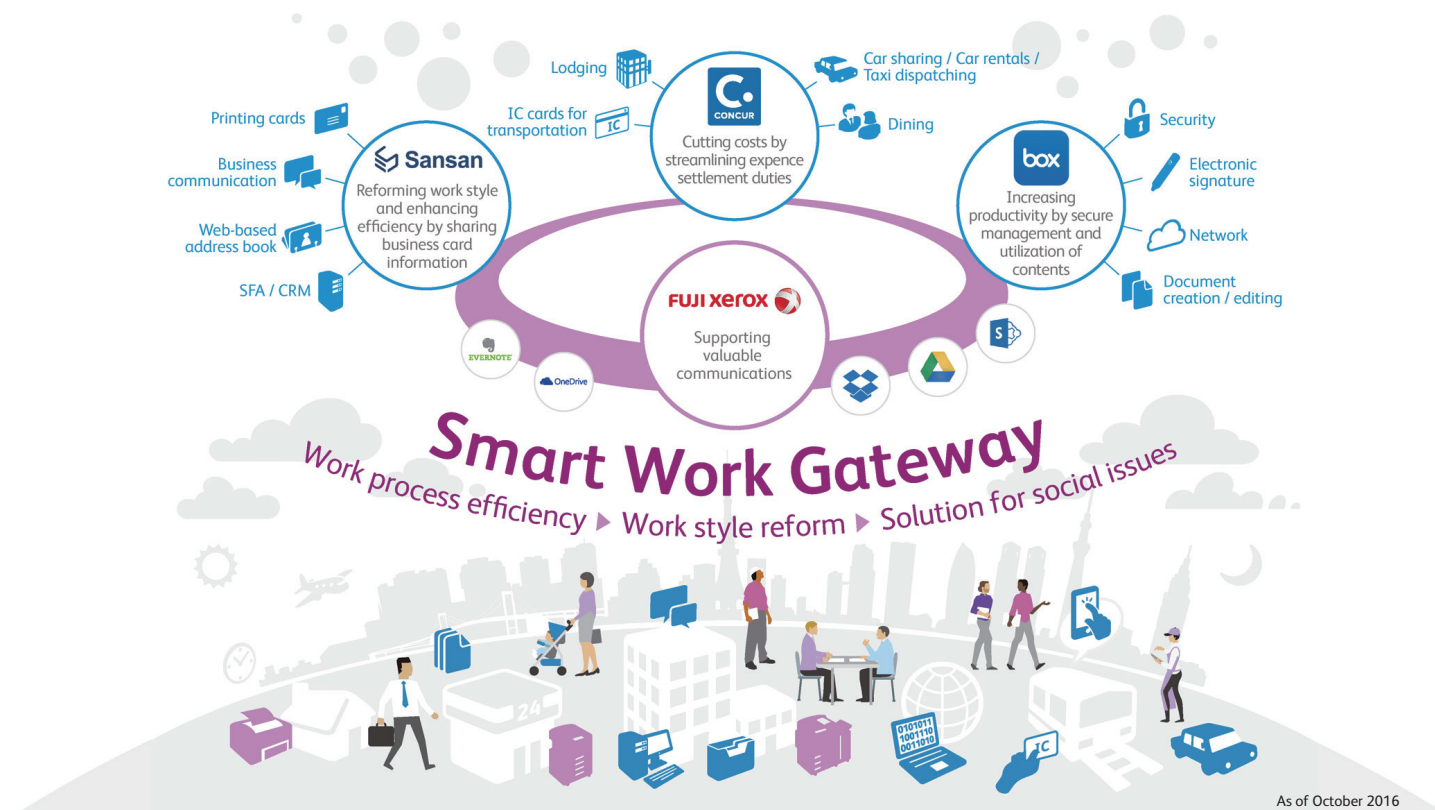 Lodging
IC cards for
transportation
IC
CONCUR
Cutting costs by
streamlining expence
settlement duties
Car sharing / Car rentals /
Taxi dispatching
Dining
Printing cards
Business
communication
Web-based
address book
SFA / CRM
Sansan
Reforming work style
and enhancing
efficiency by sharing
business card
information
box
Increasing
productivity by secure
management and
utilization of
contents
Security
Electronic
signature
Network
Document
creation / editing
FUJI xerox
Supporting
valuable
communications
EVERNOTE
OneDrive
S
Smart Work Gateway
Work process efficiency ▶ Work style reform ▶ Solution for social issues
24
0101011
1001110
0011010
IC
As of October 2016